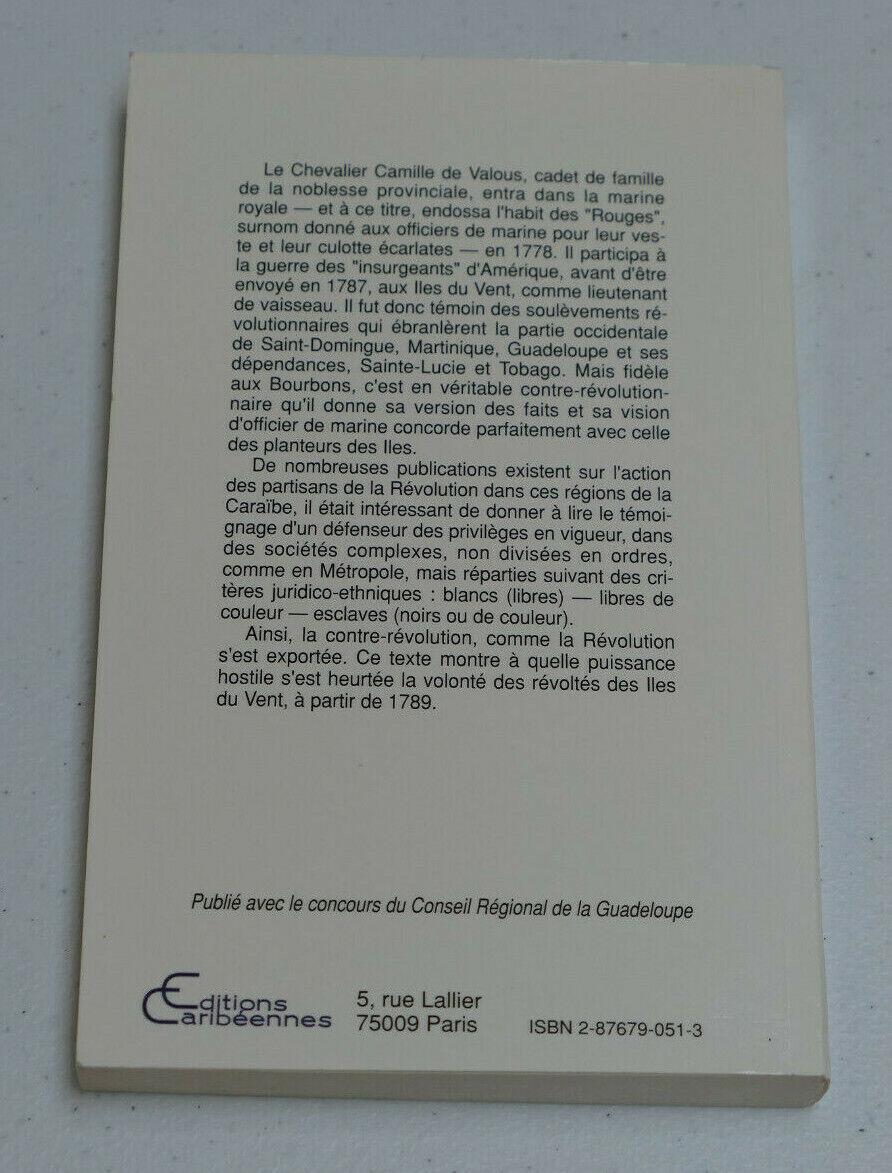 Le Chevalier Camille de Valous, cadet de famille
de la noblesse provinciale, entra dans la marine
royale — et à ce titre, endossa l'habit des "Rouges",
surnom donné aux officiers de marine pour leur ves-
te et leur culotte écarlates — en 1778. Il participa à
la guerre des "insurgeants" d'Amérique, avant d'être
envoyé en 1787, aux Iles du Vent, comme lieutenant
de vaisseau. Il fut donc témoin des soulèvements ré-
volutionnaires qui ébranlèrent la partie occidentale
de Saint-Domingue, Martinique, Guadeloupe et ses
dépendances, Sainte-Lucie et Tobago. Mais fidèle
aux Bourbons, c'est en véritable contre-révolution-
naire qu'il donne sa version des faits et sa vision
d'officier de marine concorde parfaitement avec celle
des planteurs des Iles.
De nombreuses publications existent sur l'action
des partisans de la Révolution dans ces régions de la
Caraïbe, il était intéressant de donner à lire le témoi-
gnage d'un défenseur des privilèges en vigueur, dans
des sociétés complexes, non divisées en ordres,
comme en Métropole, mais réparties suivant des cri-
tères juridico-ethniques : blancs (libres) — libres de
couleur — esclaves (noirs ou de couleur).
Ainsi, la contre-révolution, comme la Révolution
s'est exportée. Ce texte montre à quelle puissance
hostile s'est heurtée la volonté des révoltés des Iles
du Vent, à partir de 1789.
Publié avec le concours du Conseil Régional de la Guadeloupe
Editions
Caribéennes
5, rue Lallier
75009 Paris
ISBN 2-87679-051-3